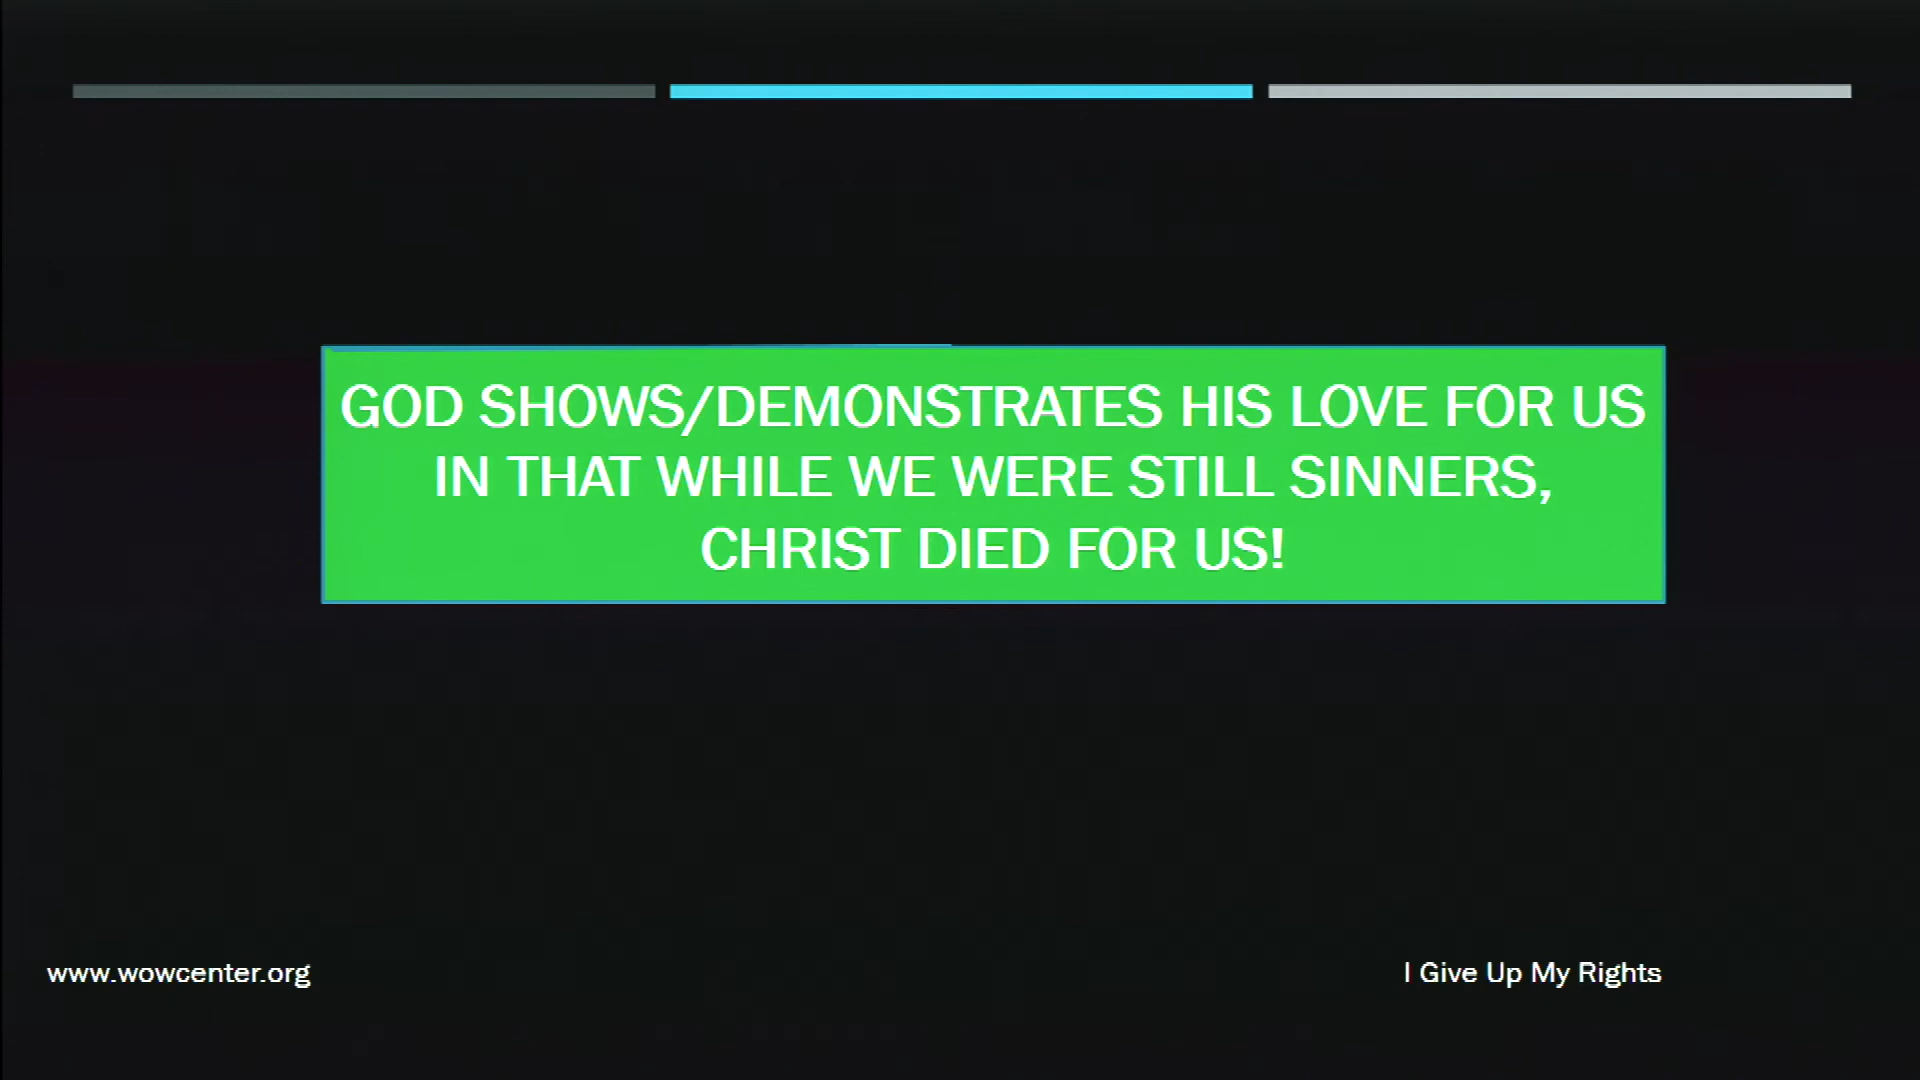 GOD SHOWS/DEMONSTRATES HIS LOVE FOR US
IN THAT WHILE WE WERE STILL SINNERS,
CHRIST DIED FOR US!
www.wowcenter.org
I Give Up My Rights